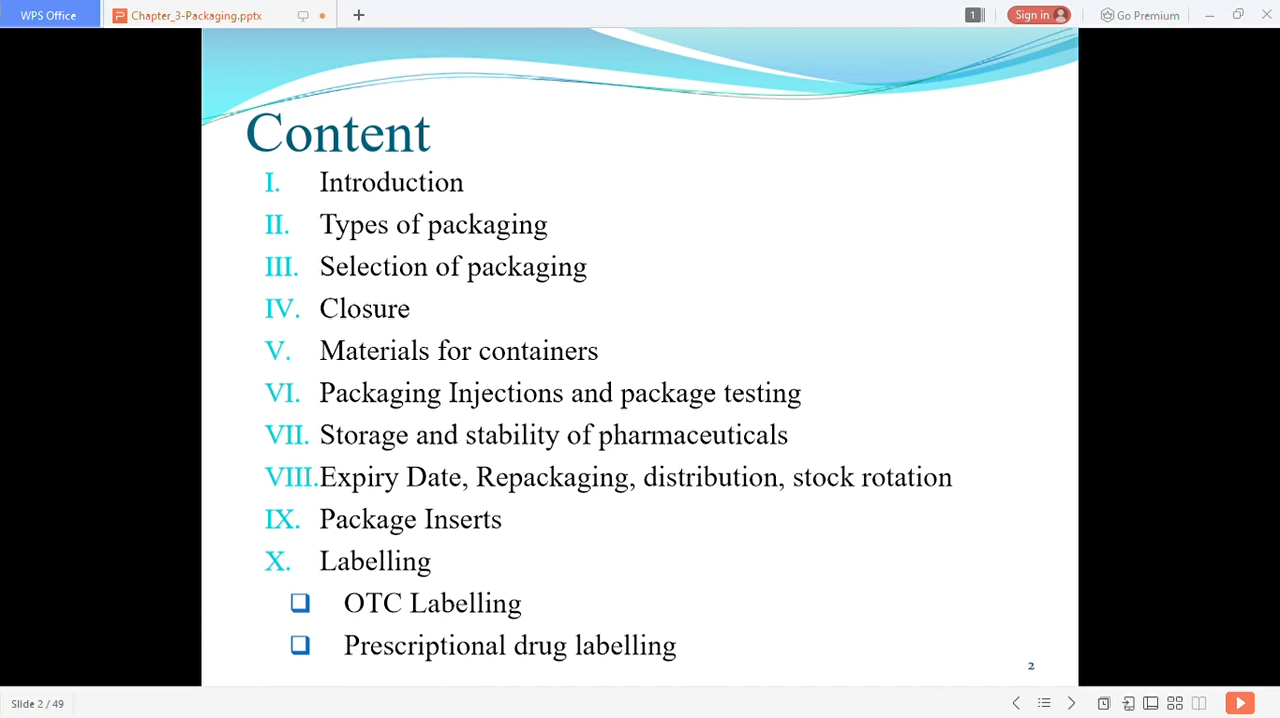 WPS Office
Chapter_3-Packaging.pptx
1
Sign in
Go Premium
Content
I. Introduction
II. Types of packaging
III. Selection of packaging
IV. Closure
V. Materials for containers
VI. Packaging Injections and package testing
VII. Storage and stability of pharmaceuticals
VIII. Expiry Date, Repackaging, distribution, stock rotation
IX. Package Inserts
X. Labelling
OTC Labelling
Prescriptional drug labelling
2
Slide 2 / 49